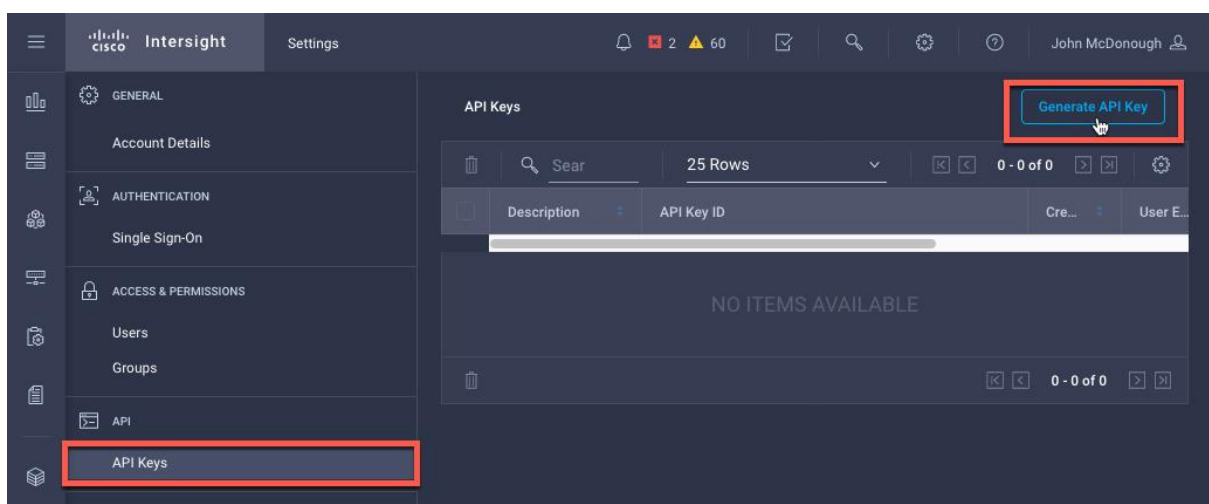 cisco Intersight Settings 2 60 John McDonough
GENERAL
Account Details
AUTHENTICATION
Single Sign-On
ACCESS & PERMISSIONS
Users
Groups
API
API Keys
API Keys Generate API Key
Sear 25 Rows 0 - 0 of 0
Description API Key ID Cre... User E...
NO ITEMS AVAILABLE
0 - 0 of 0